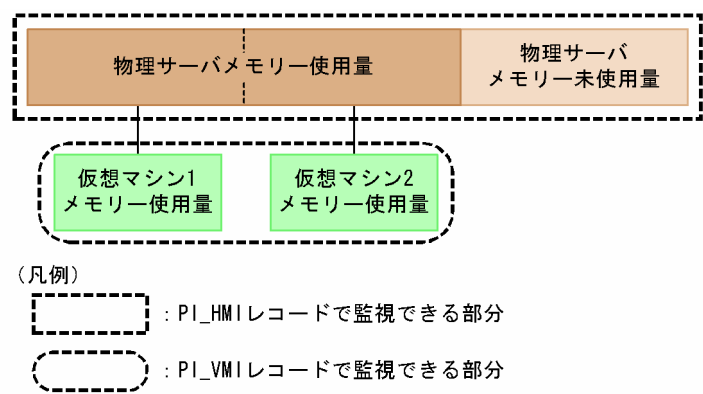 物理サーバメモリー使用量
物理サーバ
メモリー未使用量
仮想マシン1
メモリー使用量
仮想マシン2
メモリー使用量
（凡例）
：PI_HMIレコードで監視できる部分
：PI_VMIレコードで監視できる部分